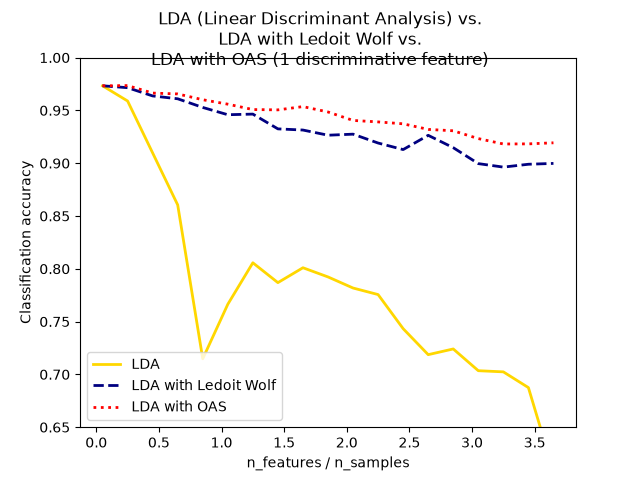 LDA (Linear Discriminant Analysis) vs.
LDA with Ledoit Wolf vs.
LDA with OAS (1 discriminative feature)
1.00
0.95
0.90
0.85
0.80
0.75
0.70
0.65
Classification accuracy
LDA
LDA with Ledoit Wolf
LDA with OAS
0.0 0.5 1.0 1.5 2.0 2.5 3.0 3.5
n_features / n_samples